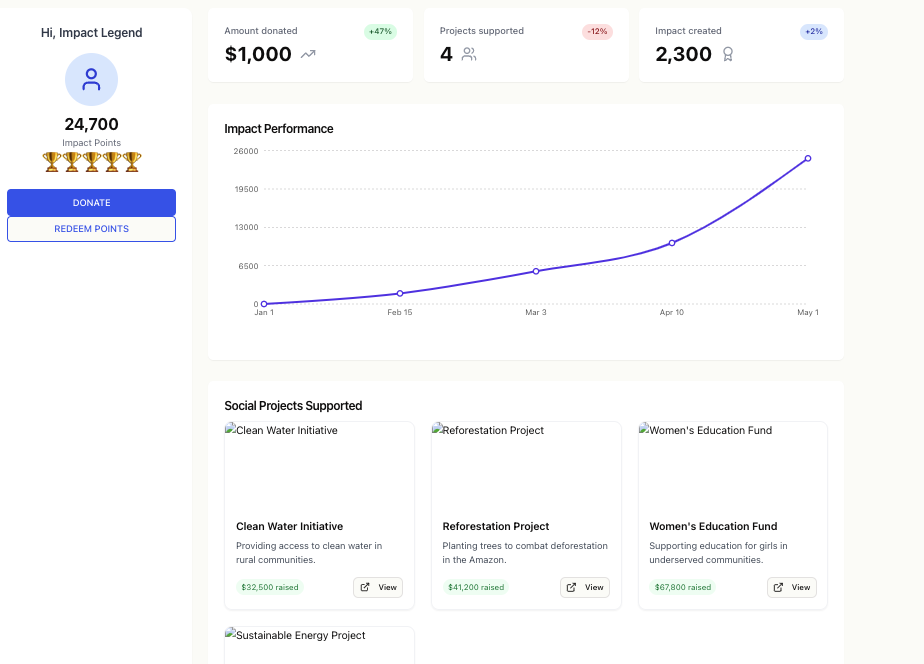 Hi, Impact Legend
24,700
Impact Points
DONATE
REDEEM POINTS
Amount donated
+47%
$1,000
Projects supported
-12%
4
Impact created
+2%
2,300
Impact Performance
26000
19500
13000
6500
0
Jan 1
Feb 15
Mar 3
Apr 10
May 1
Social Projects Supported
Clean Water Initiative
Clean Water Initiative
Providing access to clean water in
rural communities.
$32,500 raised
View
Reforestation Project
Reforestation Project
Planting trees to combat deforestation
in the Amazon.
$41,200 raised
View
Women's Education Fund
Women's Education Fund
Supporting education for girls in
underserved communities.
$67,800 raised
View
Sustainable Energy Project